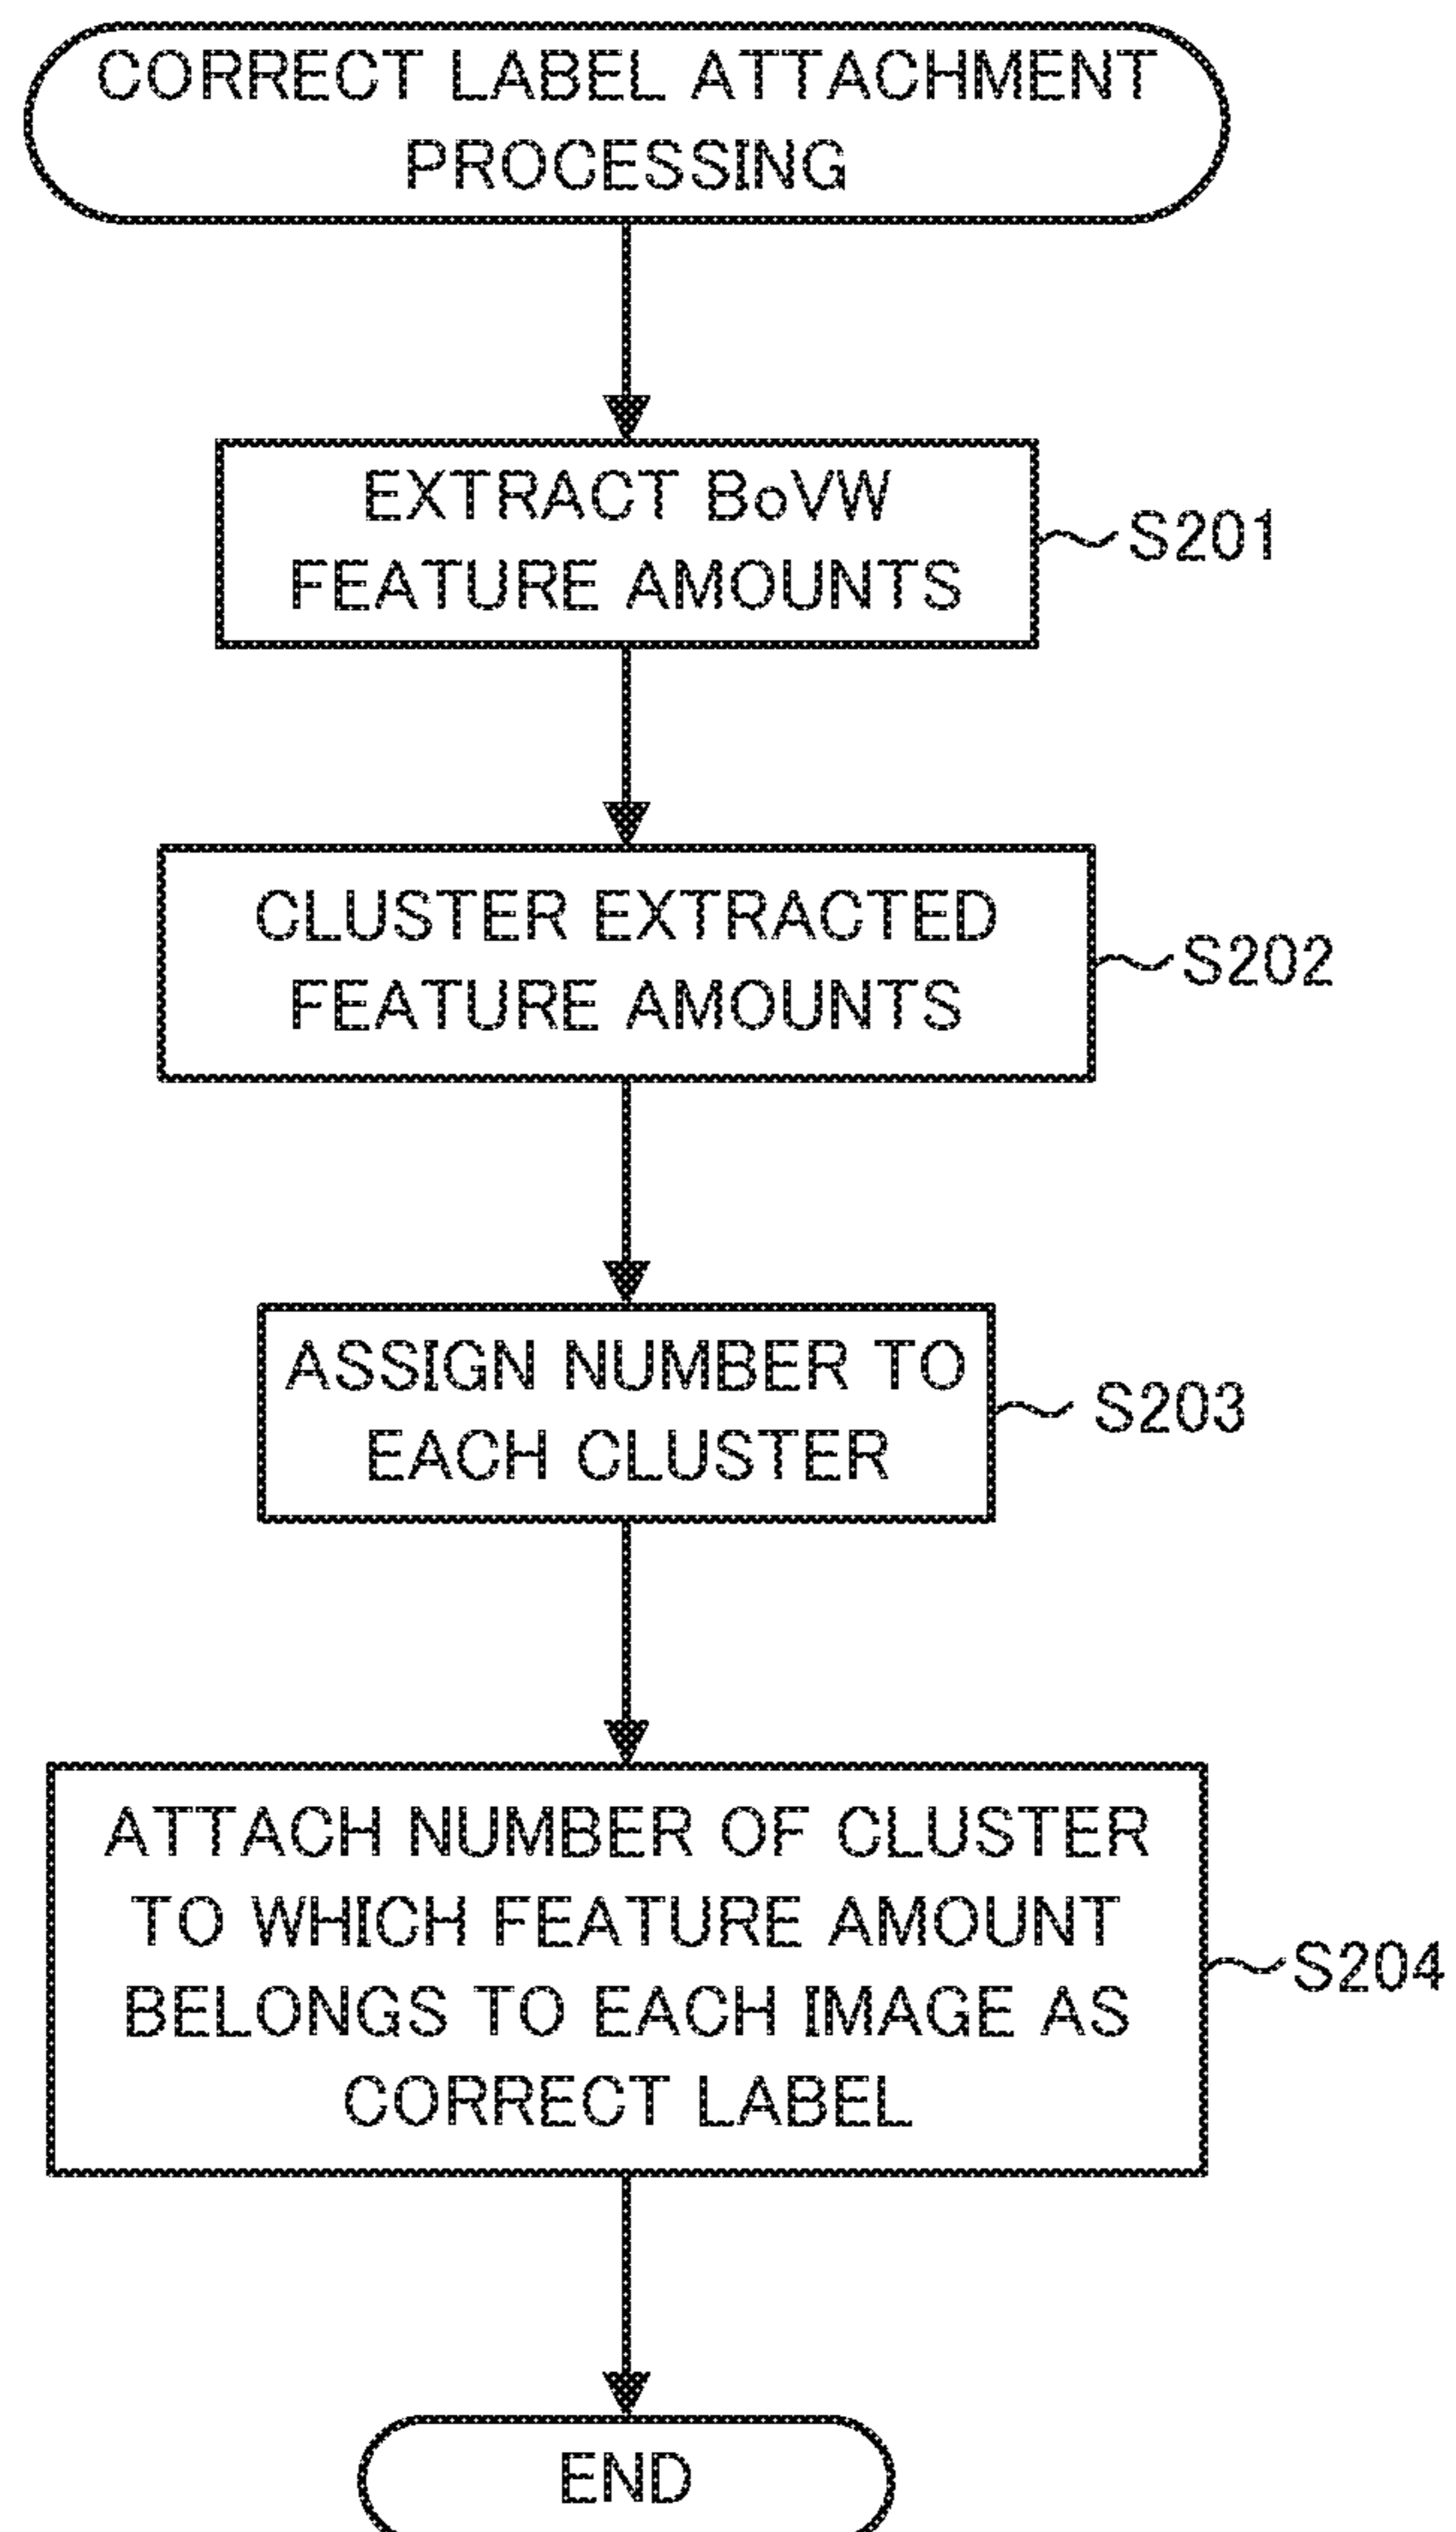 CORRECT LABEL ATTACHMENT
PROCESSING
EXTRACT BoVW
FEATURE AMOUNTS
S201
CLUSTER EXTRACTED
FEATURE AMOUNTS
S202
ASSIGN NUMBER TO
EACH CLUSTER
S203
ATTACH NUMBER OF CLUSTER
TO WHICH FEATURE AMOUNT
BELONGS TO EACH IMAGE AS
CORRECT LABEL
S204
END